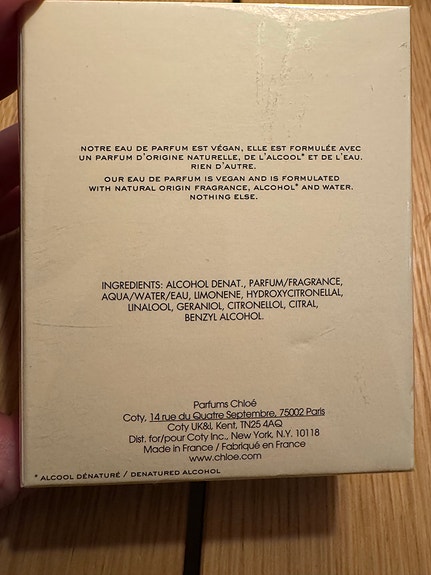 NOTRE EAU DE PARFUM EST VÉGAN, ELLE EST FORMULÉE AVEC
UN PARFUM D'ORIGINE NATURELLE, DE L'ALCOOL* ET DE L'EAU.
RIEN D'AUTRE.
OUR EAU DE PARFUM IS VEGAN AND IS FORMULATED
WITH NATURAL ORIGIN FRAGRANCE, ALCOHOL* AND WATER.
NOTHING ELSE.
INGREDIENTS: ALCOHOL DENAT., PARFUM/FRAGRANCE,
AQUA/WATER/EAU, LIMONENE, HYDROXYCITRONELLAL,
LINALOOL, GERANIOL, CITRONELLOL, CITRAL,
BENZYL ALCOHOL.
Parfums Chloé
Coty, 14 rue du Quatre Septembre, 75002 Paris
Coty UK&I, Kent, TN25 4AQ
Dist. for/pour Coty Inc., New York, N.Y. 10118
Made in France / Fabriqué en France
www.chloe.com
* ALCOOL DÉNATURÉ / DENATURED ALCOHOL